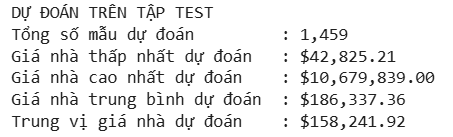 DỰ ĐOÁN TRÊN TẬP TEST
Tổng số mẫu dự đoán : 1,459
Giá nhà thấp nhất dự đoán : $42,825.21
Giá nhà cao nhất dự đoán : $10,679,839.00
Giá nhà trung bình dự đoán : $186,337.36
Trung vị giá nhà dự đoán : $158,241.92